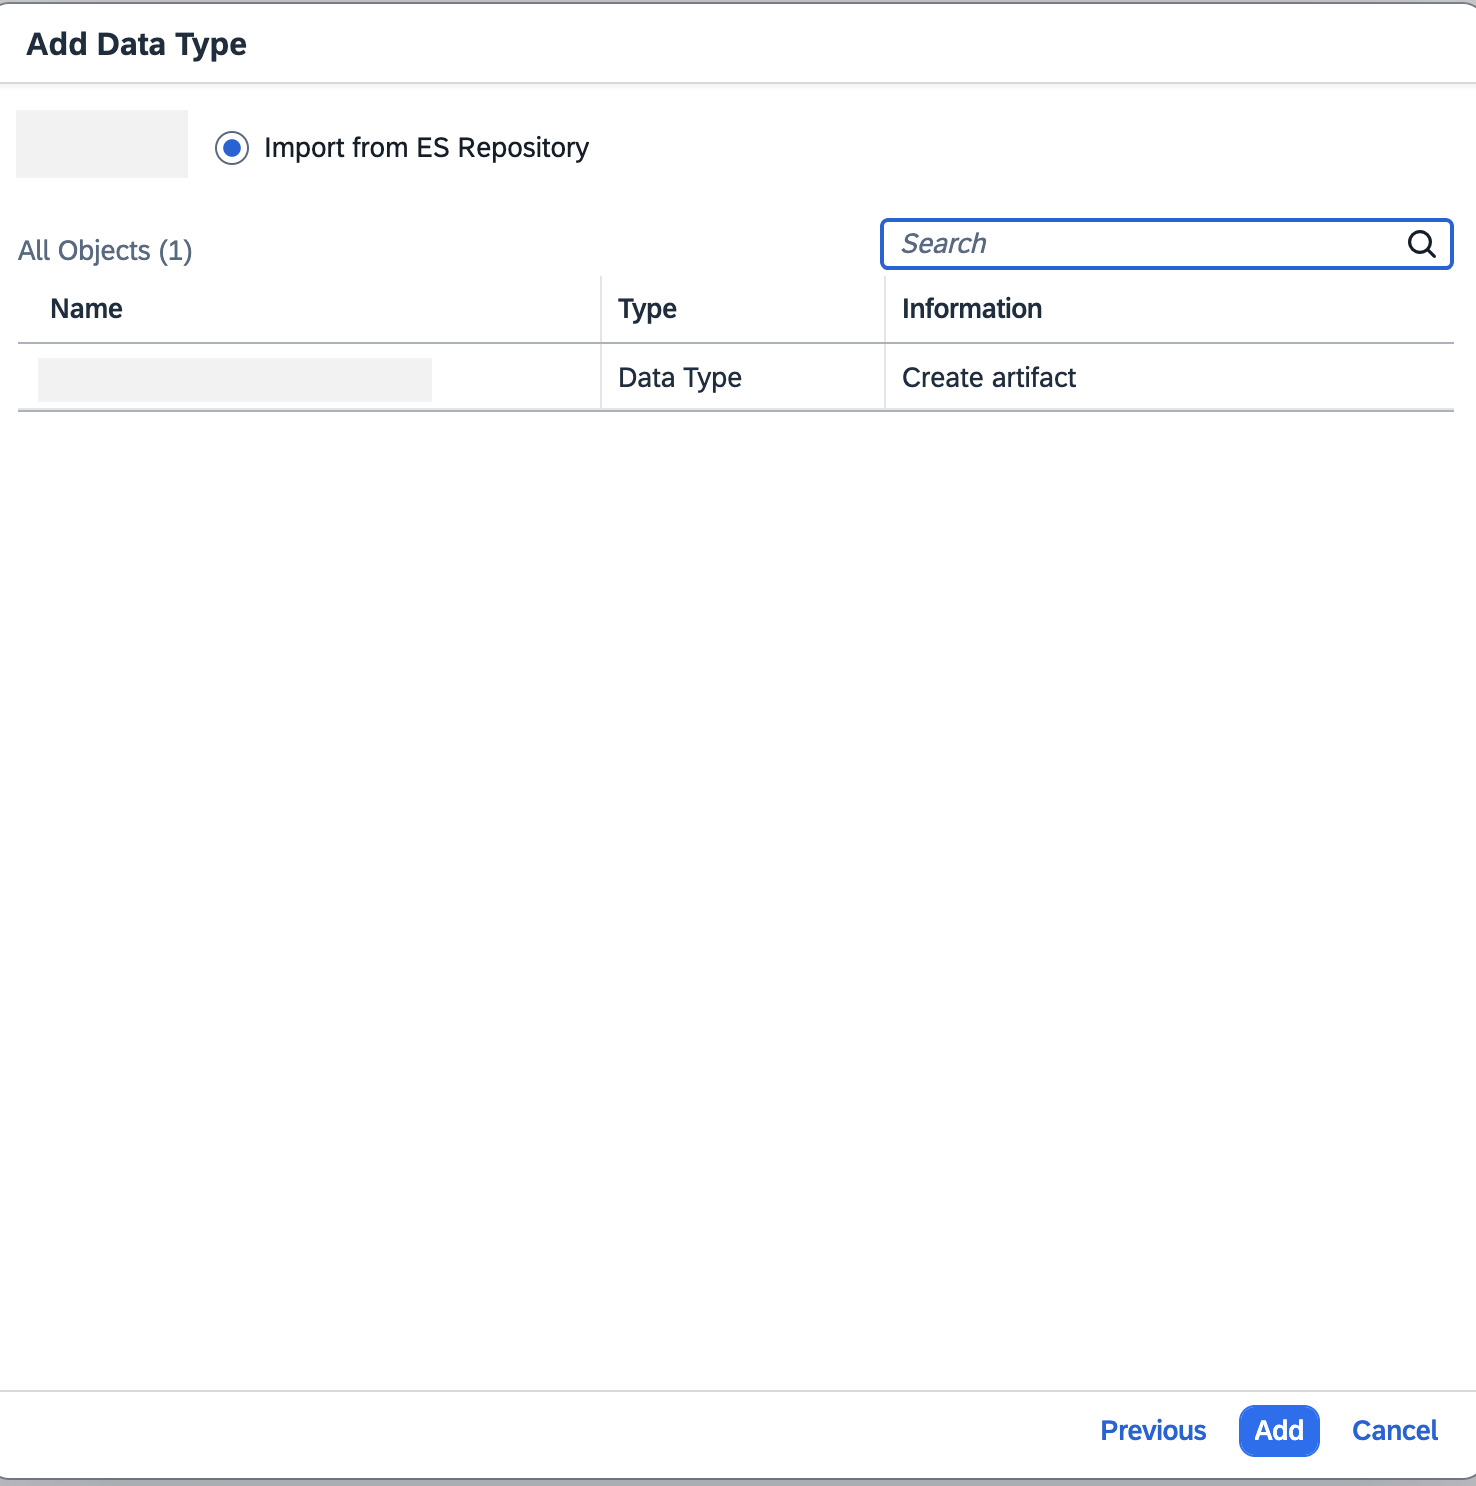 Add Data Type
Import from ES Repository
All Objects (1)
Search
Name Type Information
Data Type Create artifact
Previous Add Cancel